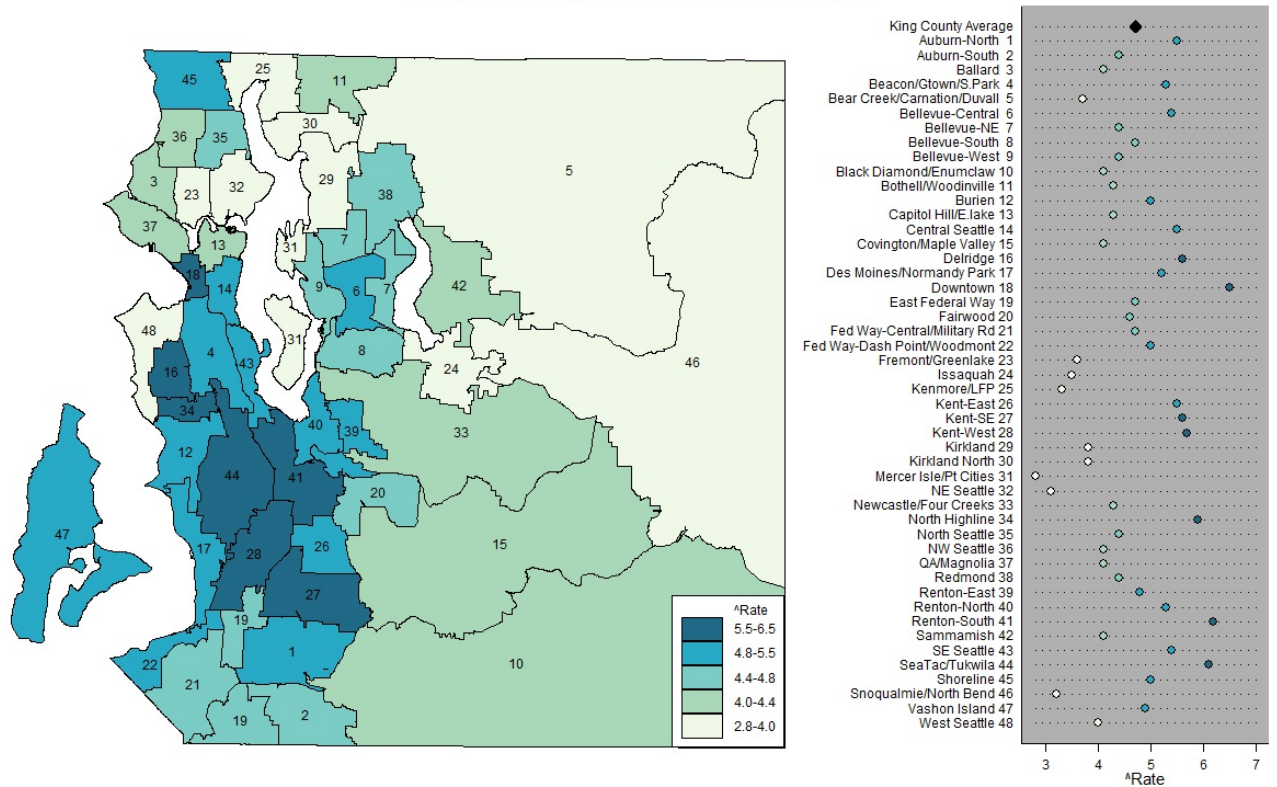 45
25
11
36
35
30
5
3
23
32
29
38
37
13
31
7
18
14
9
6
7
42
48
4
43
31
8
24
46
16
34
40
39
33
12
44
41
20
47
17
28
26
15
27
19
1
10
22
21
19
2
^Rate
5.5-6.5
4.8-5.5
4.4-4.8
4.0-4.4
2.8-4.0
King County Average
Auburn-North 1
Auburn-South 2
Ballard 3
Beacon/Gtown/S.Park 4
Bear Creek/Carnation/Duvall 5
Bellevue-Central 6
Bellevue-NE 7
Bellevue-South 8
Bellevue-West 9
Black Diamond/Enumclaw 10
Bothell/Woodinville 11
Burien 12
Capitol Hill/E.lake 13
Central Seattle 14
Covington/Maple Valley 15
Delridge 16
Des Moines/Normandy Park 17
Downtown 18
East Federal Way 19
Fairwood 20
Fed Way-Central/Military Rd 21
Fed Way-Dash Point/Woodmont 22
Fremont/Greenlake 23
Issaquah 24
Kenmore/LFP 25
Kent-East 26
Kent-SE 27
Kent-West 28
Kirkland 29
Kirkland North 30
Mercer Isle/Pt Cities 31
NE Seattle 32
Newcastle/Four Creeks 33
North Highline 34
North Seattle 35
NW Seattle 36
QA/Magnolia 37
Redmond 38
Renton-East 39
Renton-North 40
Renton-South 41
Sammamish 42
SE Seattle 43
SeaTac/Tukwila 44
Shoreline 45
Snoqualmie/North Bend 46
Vashon Island 47
West Seattle 48
3 4 5 6 7
^Rate